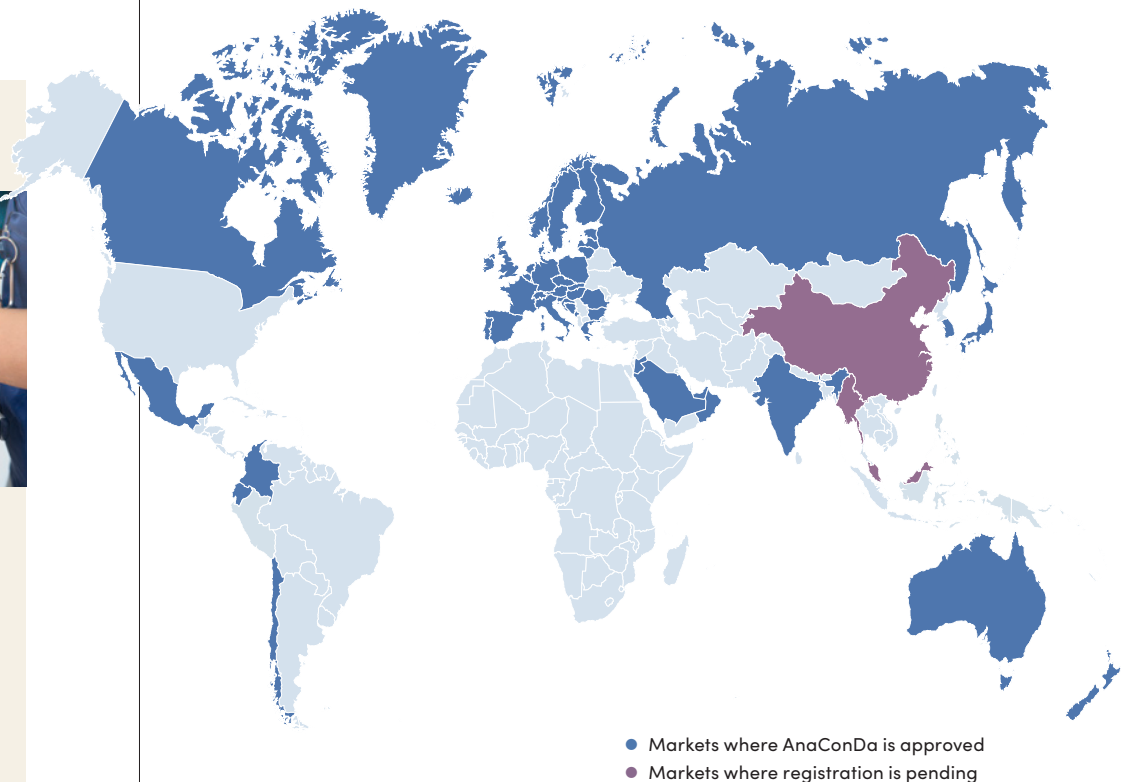 Markets where AnaConDa is approved
Markets where registration is pending